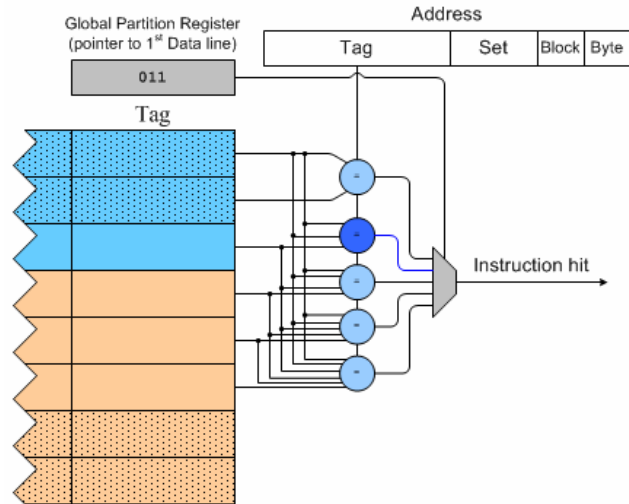 Global Partition Register
(pointer to 1st Data line)
011
Address
Tag Set Block Byte
Tag
=
=
=
=
=
Instruction hit